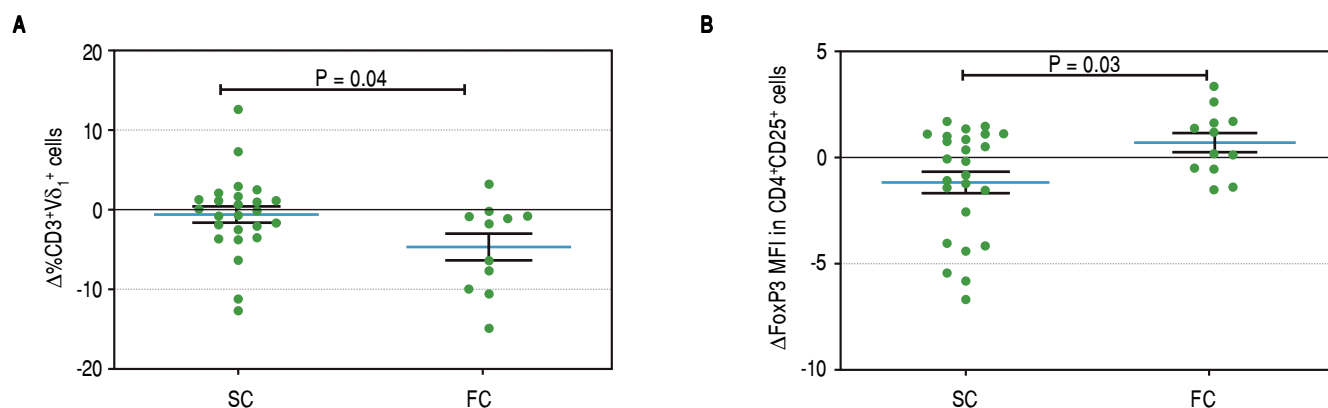 A
20
10
0
-10
-20
Δ%CD3⁺Vδ₁⁺ cells
P = 0.04
SC
FC
B
5
0
-5
-10
ΔFoxP3 MFI in CD4⁺CD25⁺ cells
P = 0.03
SC
FC